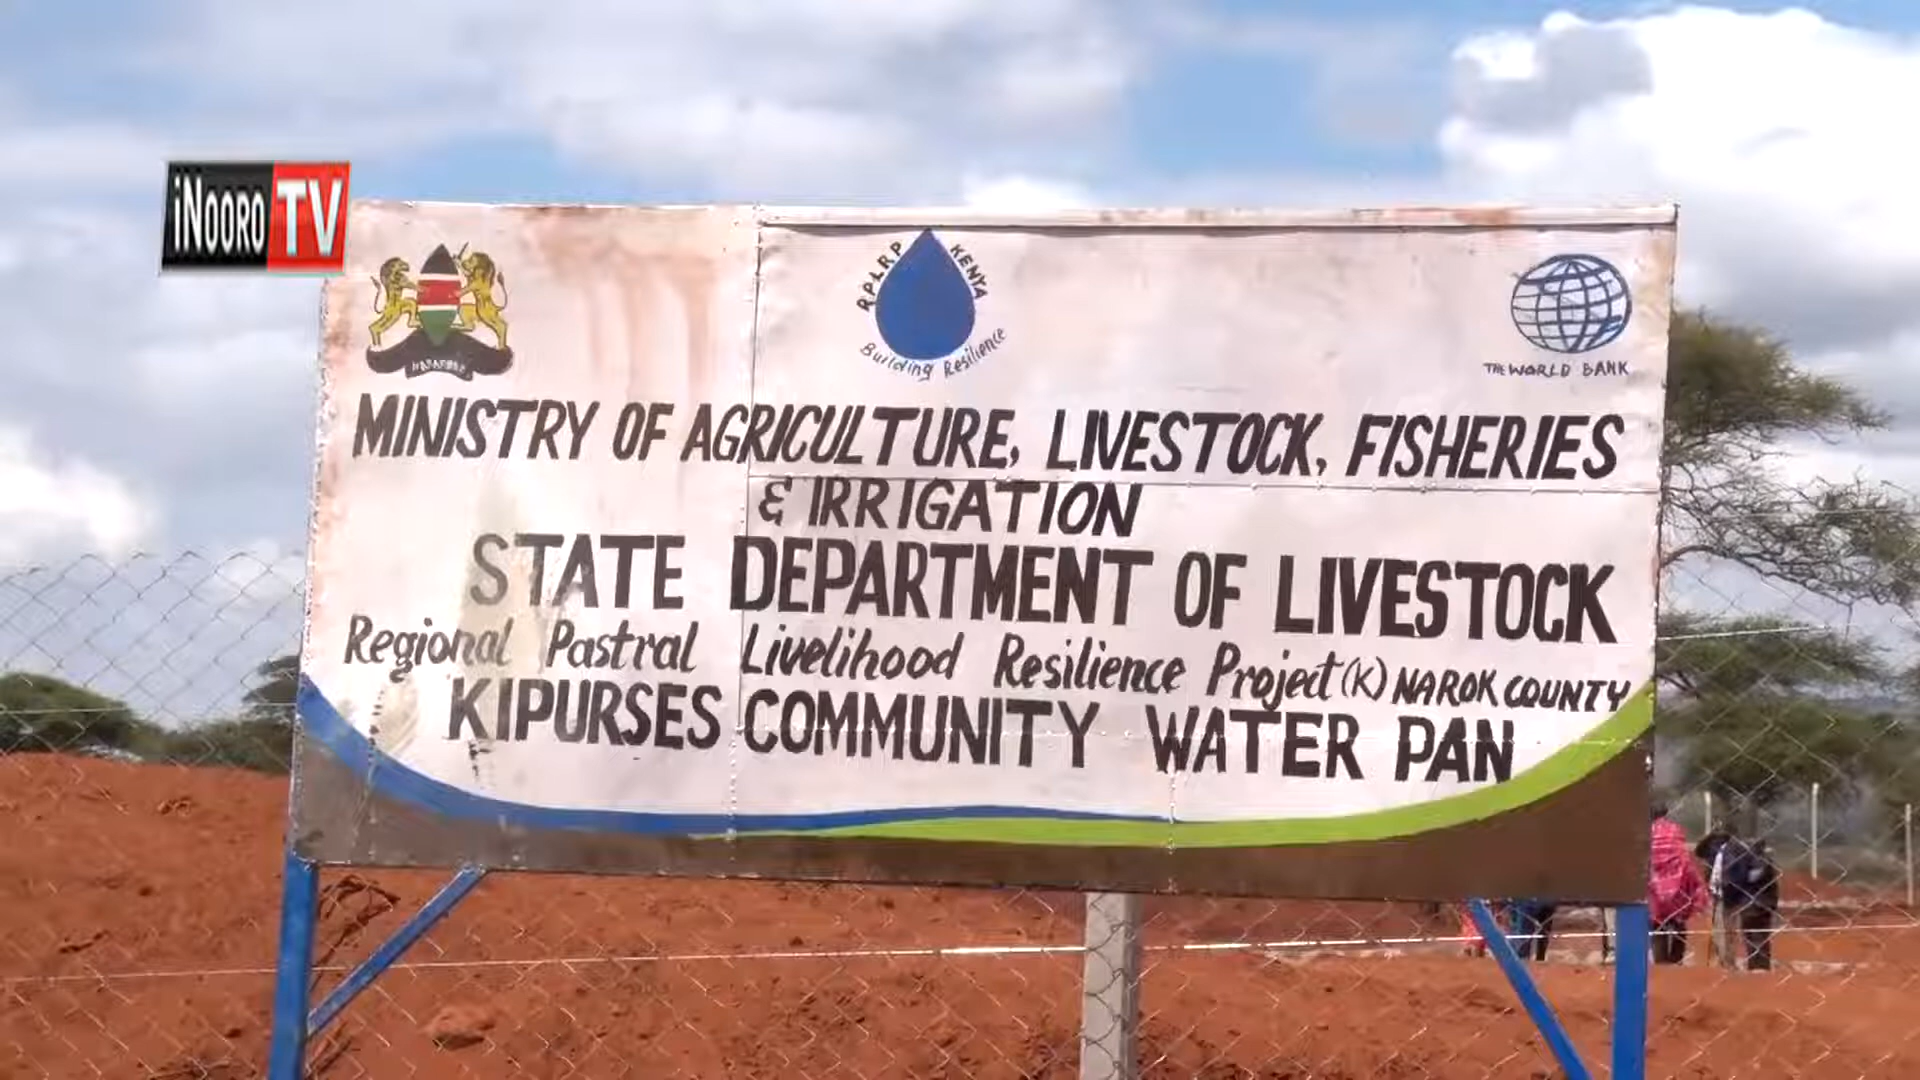 iNOORO TV
RPLRP KENYA
Building Resilience
HARAMBEE
THE WORLD BANK
MINISTRY OF AGRICULTURE, LIVESTOCK, FISHERIES
& IRRIGATION
STATE DEPARTMENT OF LIVESTOCK
Regional Pastral Livelihood Resilience Project (K) NAROK COUNTY
KIPURSES COMMUNITY WATER PAN